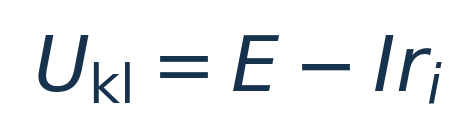 U_kl = E − Ir_i